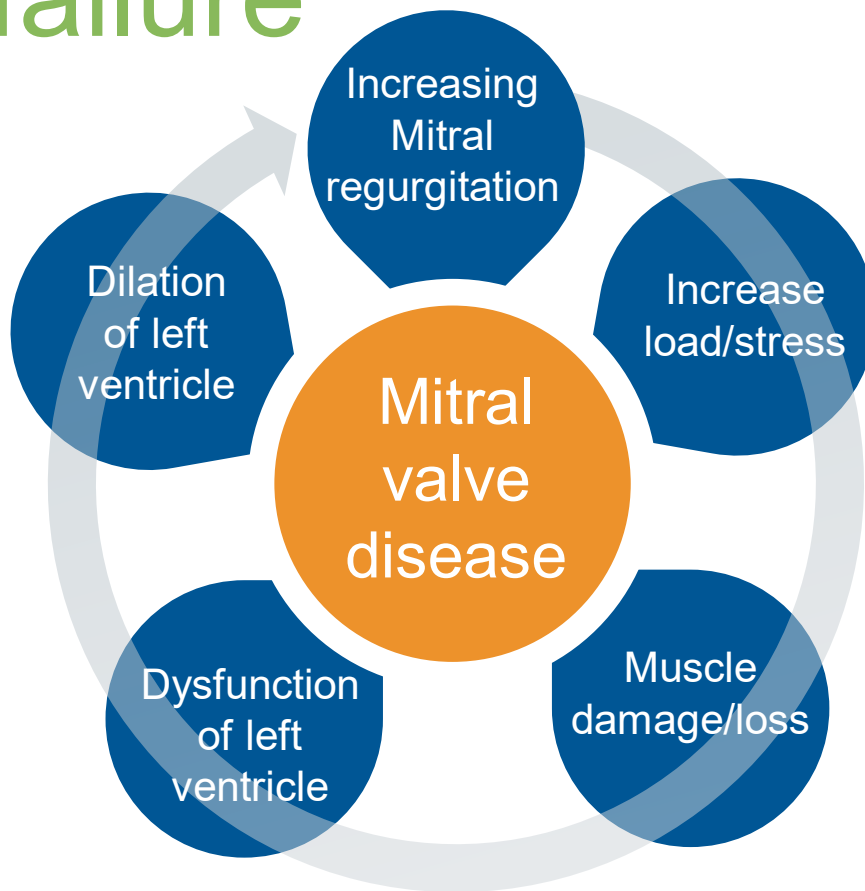 failure
Increasing
Mitral
regurgitation
Increase
load/stress
Muscle
damage/loss
Dysfunction
of left
ventricle
Dilation
of left
ventricle
Mitral
valve
disease